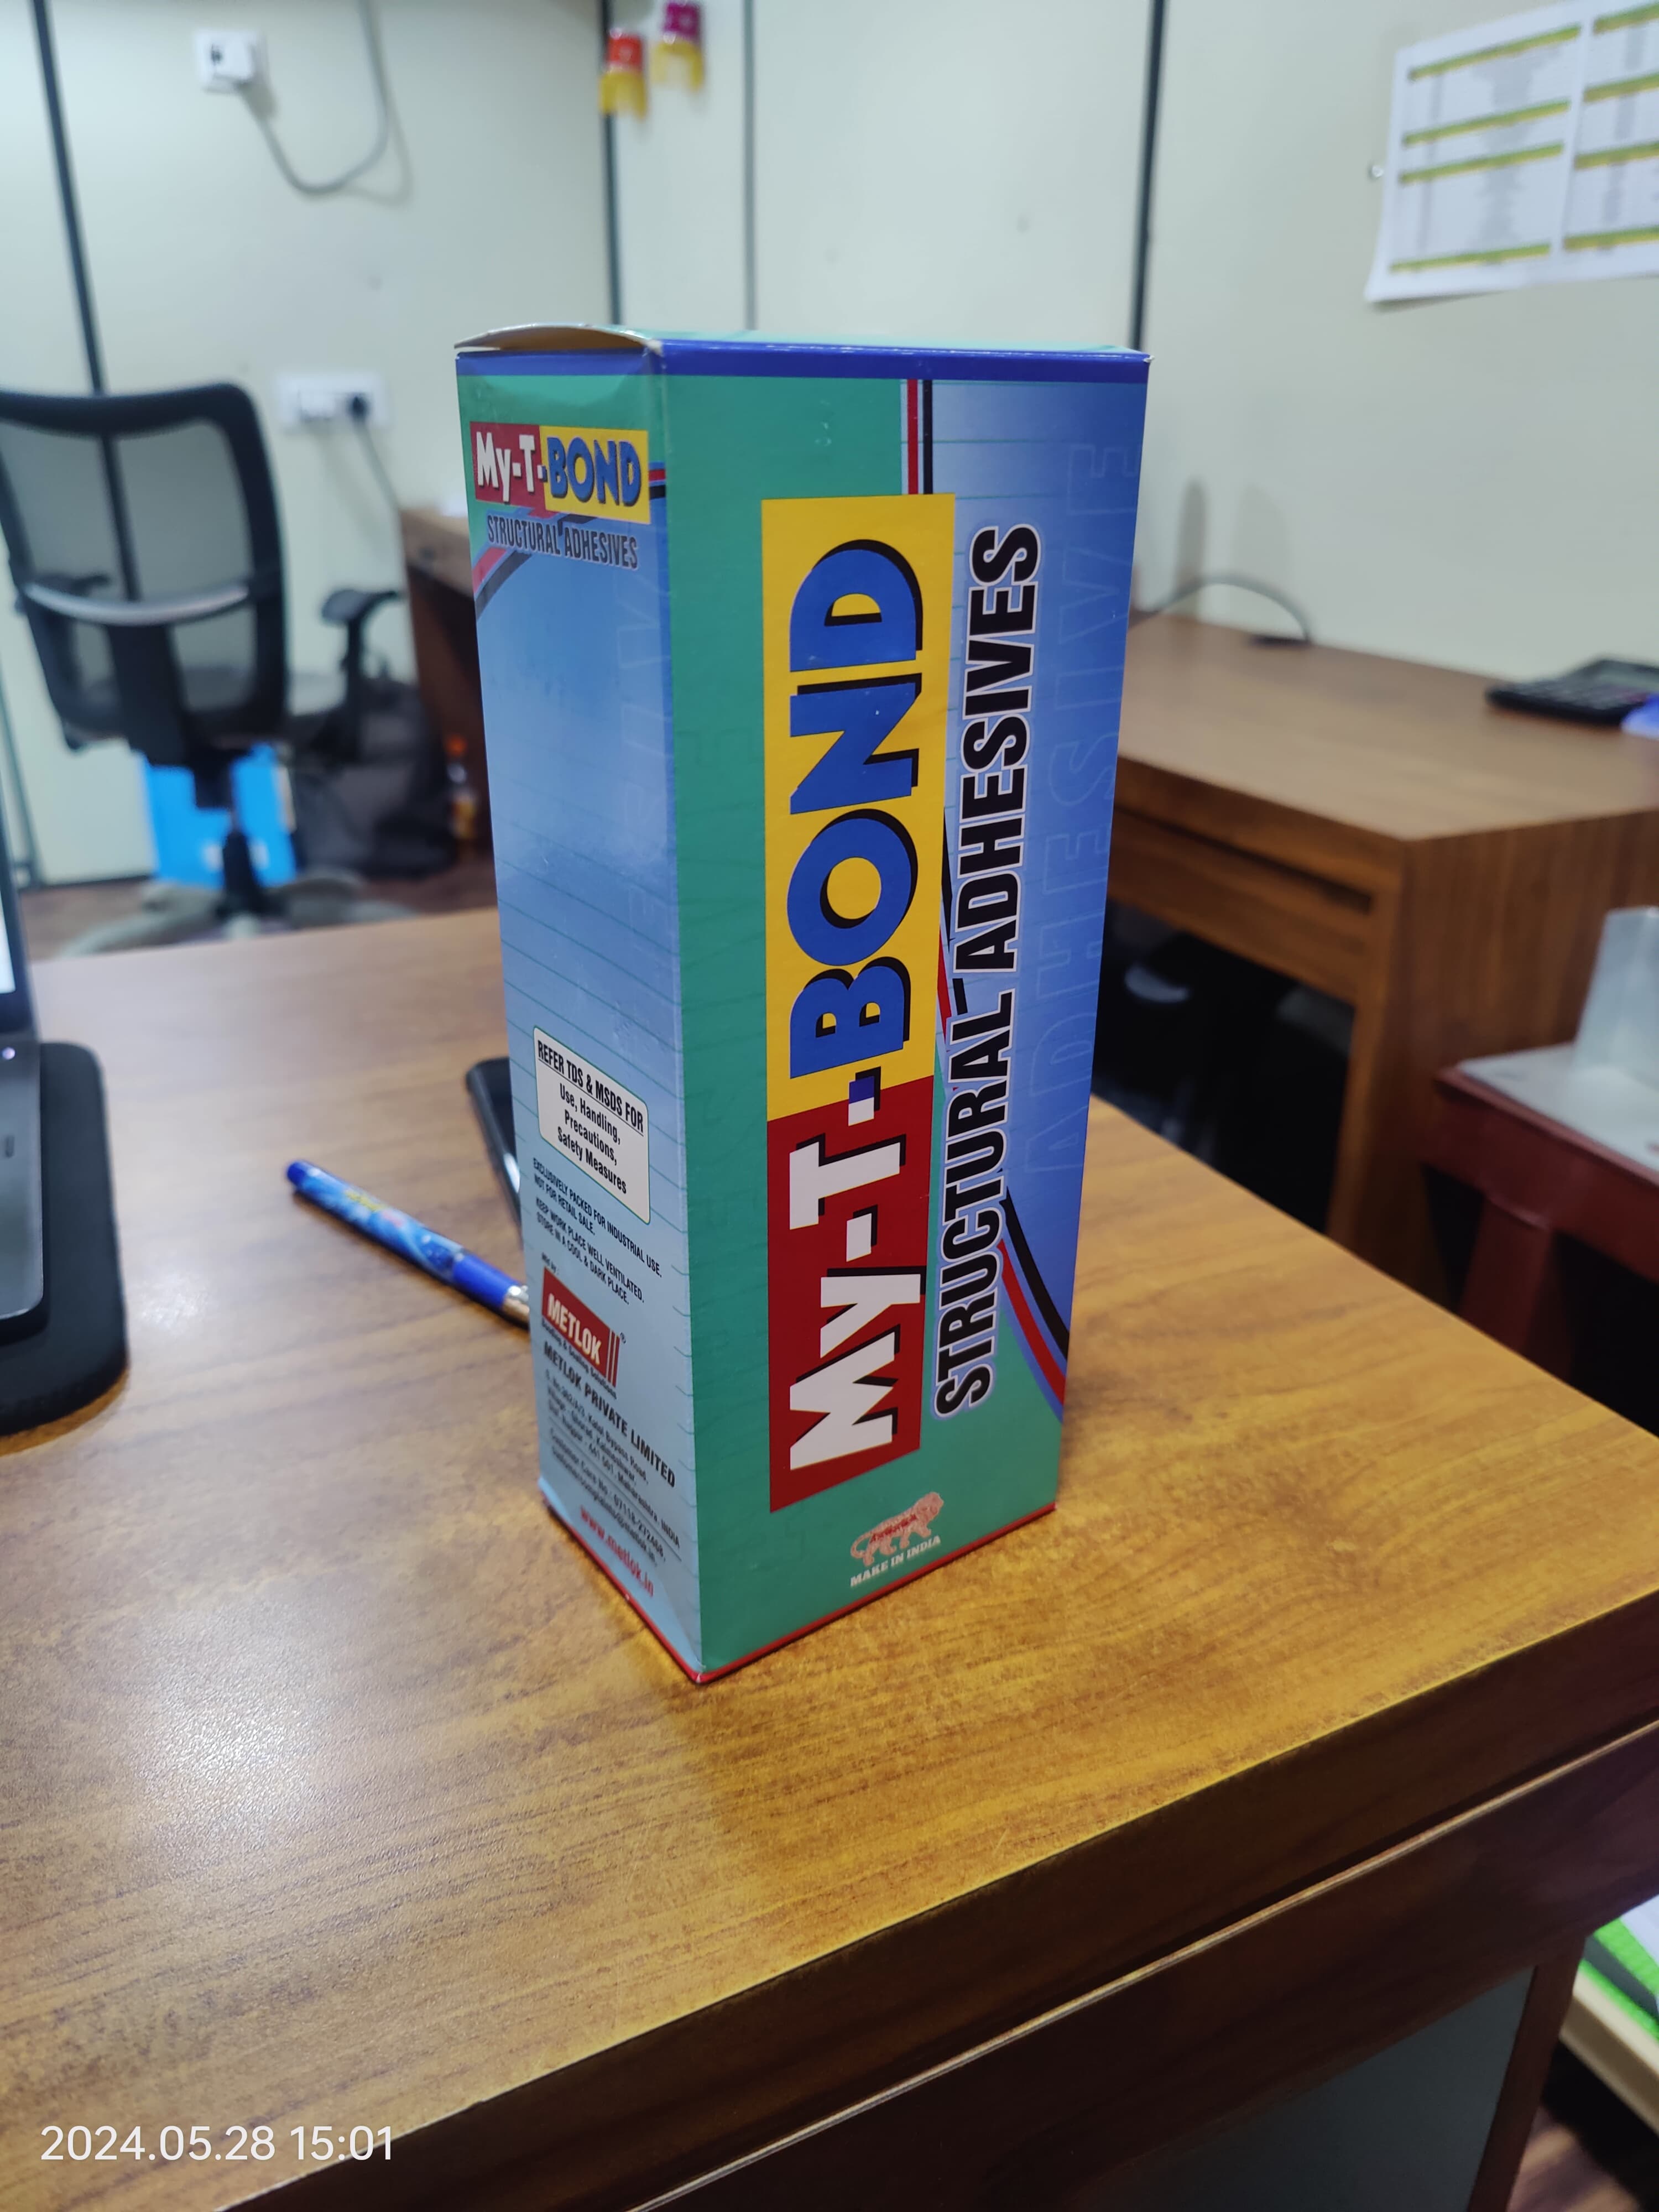 My-T-BOND
STRUCTURAL ADHESIVES
REFER TDS & MSDS FOR
Use, Handling,
Precautions,
Safety Measures
EXCLUSIVELY PACKED FOR INDUSTRIAL USE.
NOT FOR RETAIL SALE.
KEEP WORK PLACE WELL VENTILATED.
STORE IN A COOL & DARK PLACE.
METLOK
METLOK PRIVATE LIMITED
www.metlok.in
My-T-BOND
STRUCTURAL ADHESIVES
ADHESIVE
MAKE IN INDIA
2024.05.28 15:01